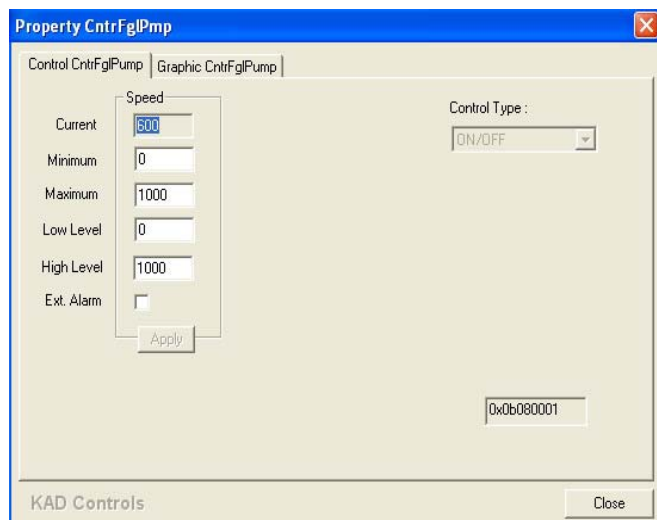 Property CntrFglPmp
Control CntrFglPump
Graphic CntrFglPump
Speed
Current 600
Minimum 0
Maximum 1000
Low Level 0
High Level 1000
Ext. Alarm
Apply
Control Type :
ON/OFF
0x0b080001
KAD Controls
Close